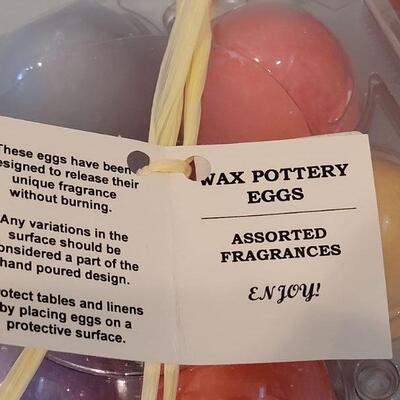 These eggs have been
designed to release their
unique fragrance
without burning.
Any variations in the
surface should be
considered a part of the
hand poured design.
Protect tables and linens
by placing eggs on a
protective surface.
WAX POTTERY
EGGS
ASSORTED
FRAGRANCES
ENJOY!